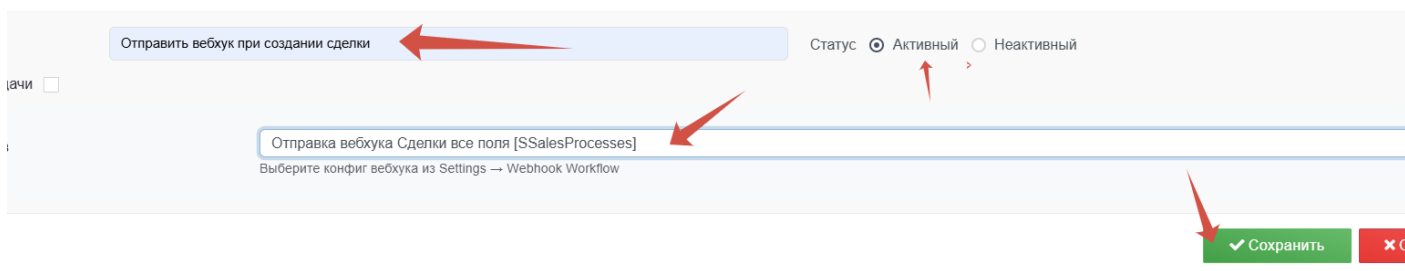 Отправить вебхук при создании сделки
Статус Активный Неактивный
дачи
в
Отправка вебхука Сделки все поля [SSalesProcesses]
Выберите конфиг вебхука из Settings → Webhook Workflow
Сохранить